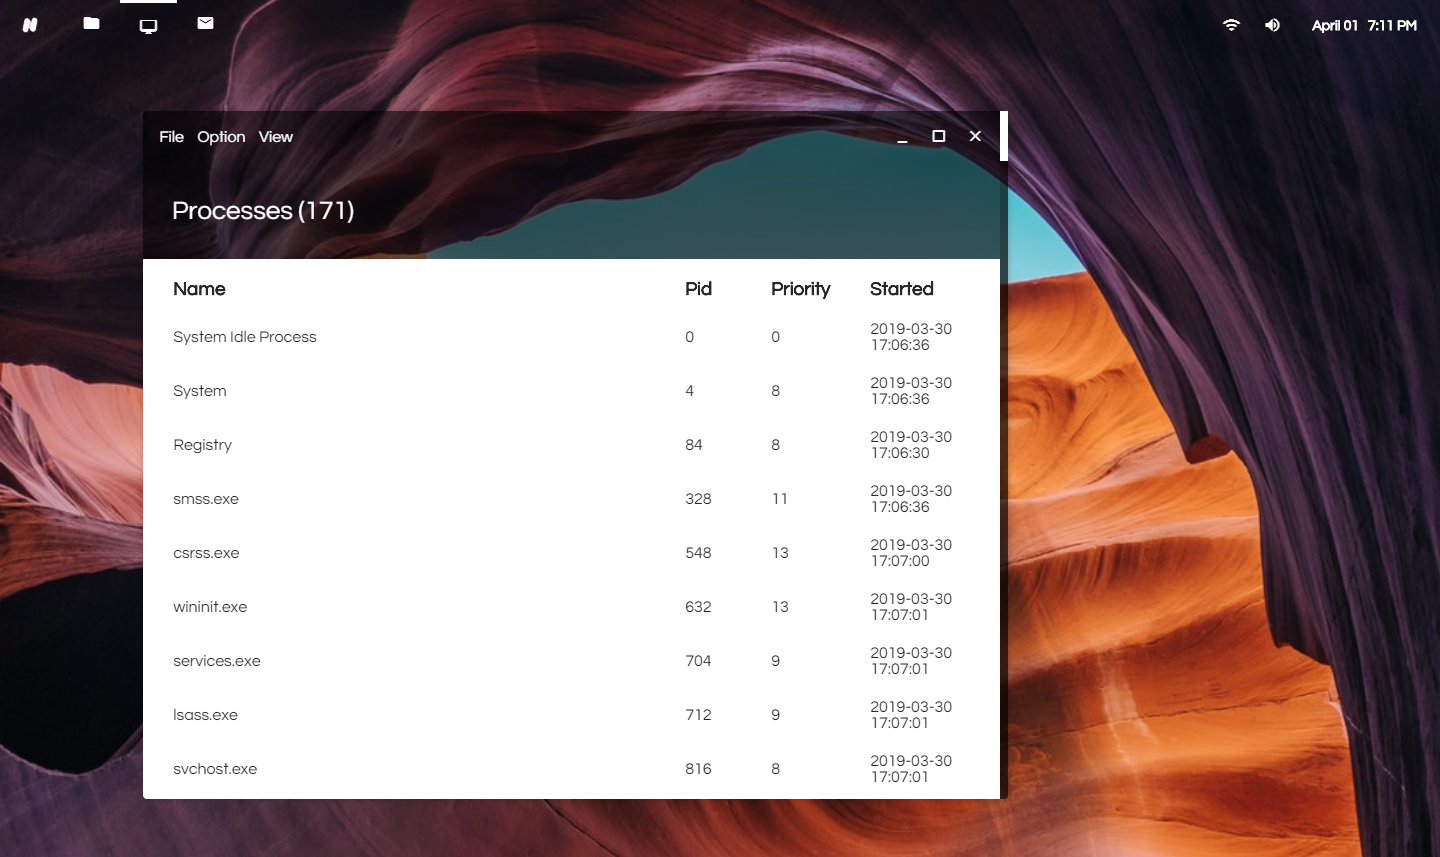 April 01 7:11 PM
File Option View
Processes (171)
Name Pid Priority Started
System Idle Process 0 0 2019-03-30
17:06:36
System 4 8 2019-03-30
17:06:36
Registry 84 8 2019-03-30
17:06:30
smss.exe 328 11 2019-03-30
17:06:36
csrss.exe 548 13 2019-03-30
17:07:00
wininit.exe 632 13 2019-03-30
17:07:01
services.exe 704 9 2019-03-30
17:07:01
lsass.exe 712 9 2019-03-30
17:07:01
svchost.exe 816 8 2019-03-30
17:07:01